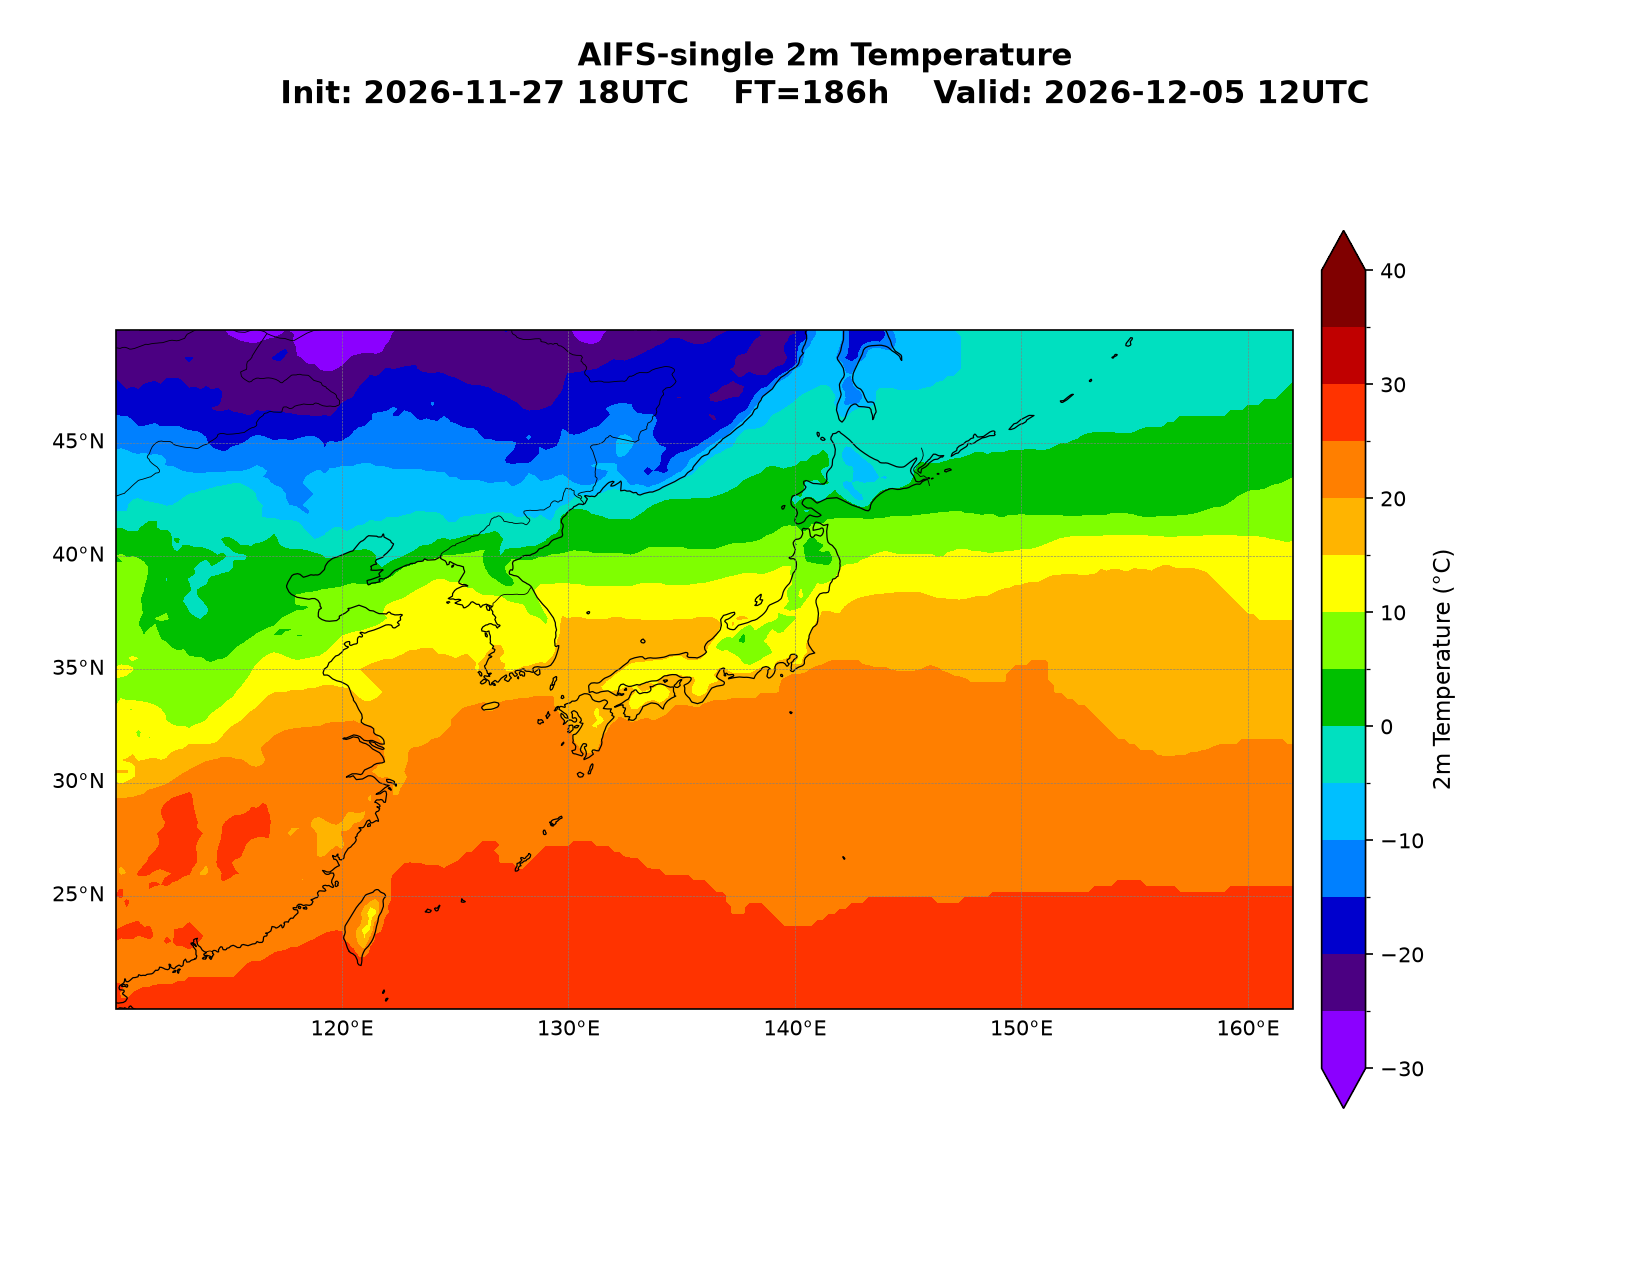 AIFS-single 2m Temperature
Init: 2026-11-27 18UTC    FT=186h    Valid: 2026-12-05 12UTC
45°N
40°N
35°N
30°N
25°N
120°E
130°E
140°E
150°E
160°E
40
30
20
10
0
−10
−20
−30
2m Temperature (°C)